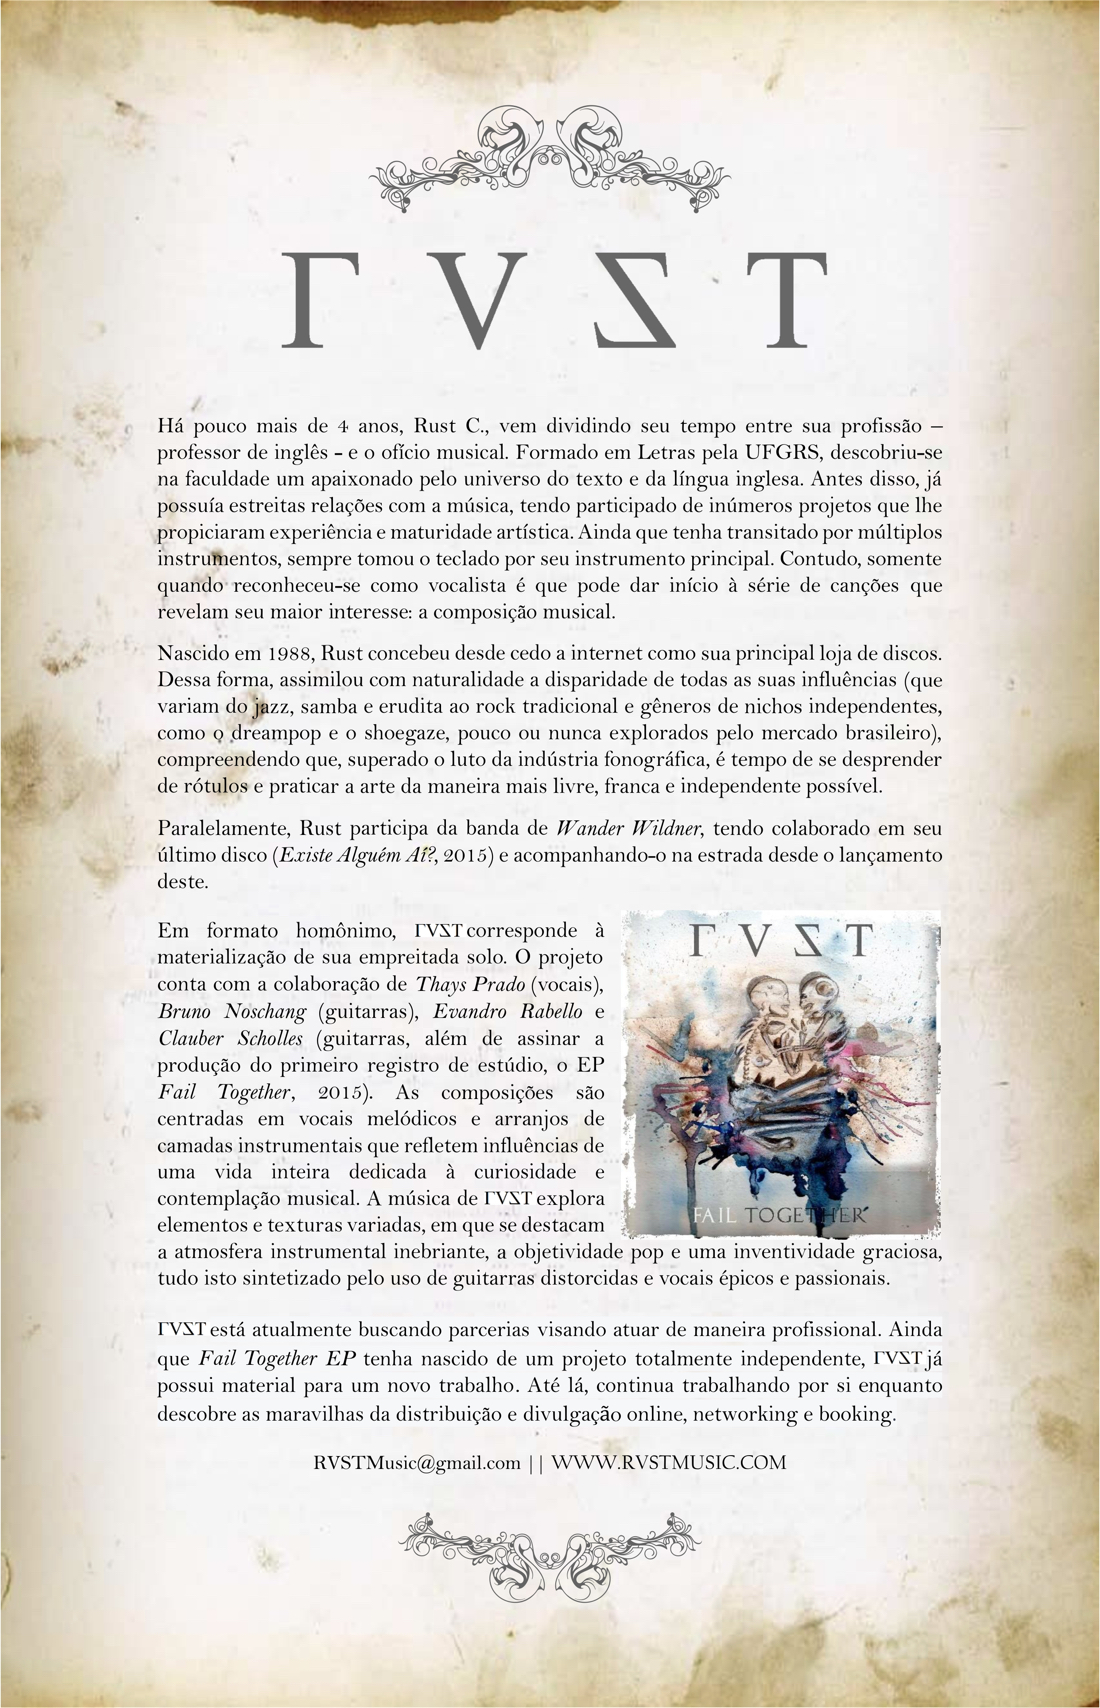 ΓVƧT
Há pouco mais de 4 anos, Rust C., vem dividindo seu tempo entre sua profissão –
professor de inglês - e o ofício musical. Formado em Letras pela UFGRS, descobriu-se
na faculdade um apaixonado pelo universo do texto e da língua inglesa. Antes disso, já
possuía estreitas relações com a música, tendo participado de inúmeros projetos que lhe
propiciaram experiência e maturidade artística. Ainda que tenha transitado por múltiplos
instrumentos, sempre tomou o teclado por seu instrumento principal. Contudo, somente
quando reconheceu-se como vocalista é que pode dar início à série de canções que
revelam seu maior interesse: a composição musical.
Nascido em 1988, Rust concebeu desde cedo a internet como sua principal loja de discos.
Dessa forma, assimilou com naturalidade a disparidade de todas as suas influências (que
variam do jazz, samba e erudita ao rock tradicional e gêneros de nichos independentes,
como o dreampop e o shoegaze, pouco ou nunca explorados pelo mercado brasileiro),
compreendendo que, superado o luto da indústria fonográfica, é tempo de se desprender
de rótulos e praticar a arte da maneira mais livre, franca e independente possível.
Paralelamente, Rust participa da banda de Wander Wildner, tendo colaborado em seu
último disco (Existe Alguém Aí?, 2015) e acompanhando-o na estrada desde o lançamento
deste.
Em formato homônimo, ΓVƧT corresponde à
materialização de sua empreitada solo. O projeto
conta com a colaboração de Thays Prado (vocais),
Bruno Noschang (guitarras), Evandro Rabello e
Clauber Scholles (guitarras, além de assinar a
produção do primeiro registro de estúdio, o EP
Fail Together, 2015). As composições são
centradas em vocais melódicos e arranjos de
camadas instrumentais que refletem influências de
uma vida inteira dedicada à curiosidade e
contemplação musical. A música de ΓVƧT explora
elementos e texturas variadas, em que se destacam
a atmosfera instrumental inebriante, a objetividade pop e uma inventividade graciosa,
tudo isto sintetizado pelo uso de guitarras distorcidas e vocais épicos e passionais.
ΓVƧT
FAIL TOGETHER
ΓVƧT está atualmente buscando parcerias visando atuar de maneira profissional. Ainda
que Fail Together EP tenha nascido de um projeto totalmente independente, ΓVƧT já
possui material para um novo trabalho. Até lá, continua trabalhando por si enquanto
descobre as maravilhas da distribuição e divulgação online, networking e booking.
RVSTMusic@gmail.com || WWW.RVSTMUSIC.COM